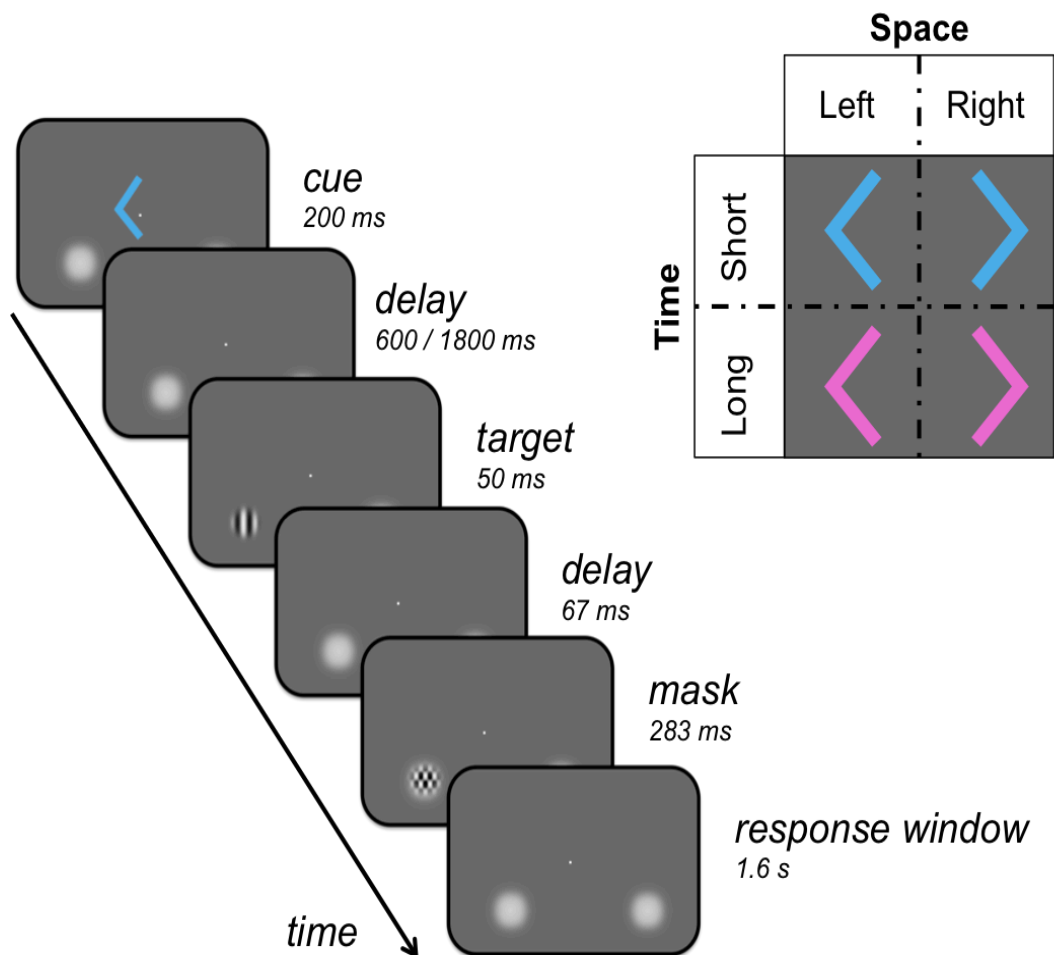 Space
Left
Right
Time
Short
Long
cue
200 ms
delay
600 / 1800 ms
target
50 ms
delay
67 ms
mask
283 ms
response window
1.6 s
time